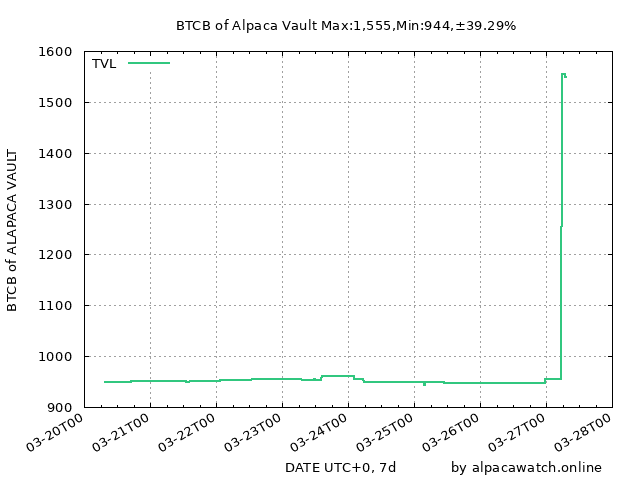 BTCB of Alpaca Vault Max:1,555,Min:944,±39.29%
TVL
1600
1500
1400
1300
1200
1100
1000
900
BTCB of ALAPACA VAULT
03-20T00
03-21T00
03-22T00
03-23T00
03-24T00
03-25T00
03-26T00
03-27T00
03-28T00
DATE UTC+0, 7d
by alpacawatch.online